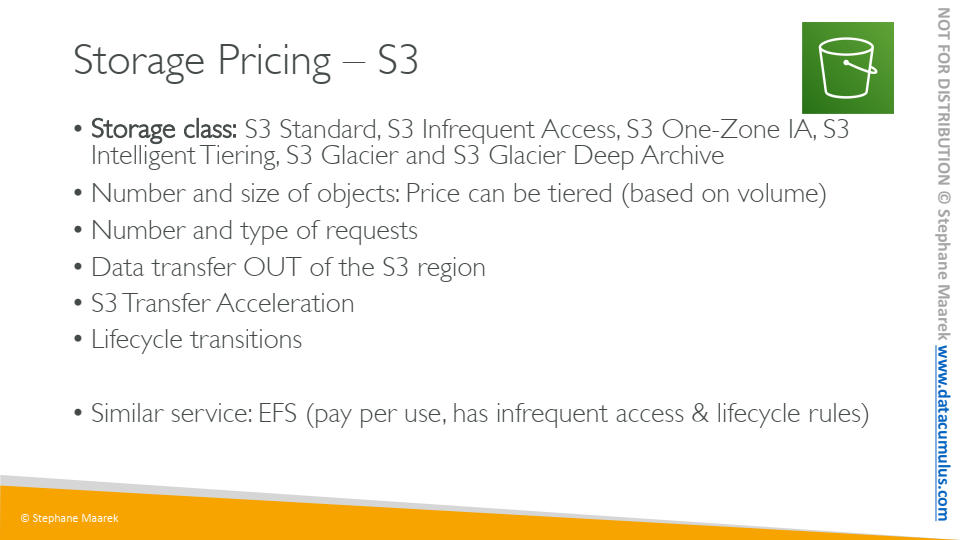 Storage Pricing – S3
• Storage class: S3 Standard, S3 Infrequent Access, S3 One-Zone IA, S3
Intelligent Tiering, S3 Glacier and S3 Glacier Deep Archive
• Number and size of objects: Price can be tiered (based on volume)
• Number and type of requests
• Data transfer OUT of the S3 region
• S3 Transfer Acceleration
• Lifecycle transitions
• Similar service: EFS (pay per use, has infrequent access & lifecycle rules)
© Stephane Maarek
NOT FOR DISTRIBUTION © Stephane Maarek www.datacumulus.com